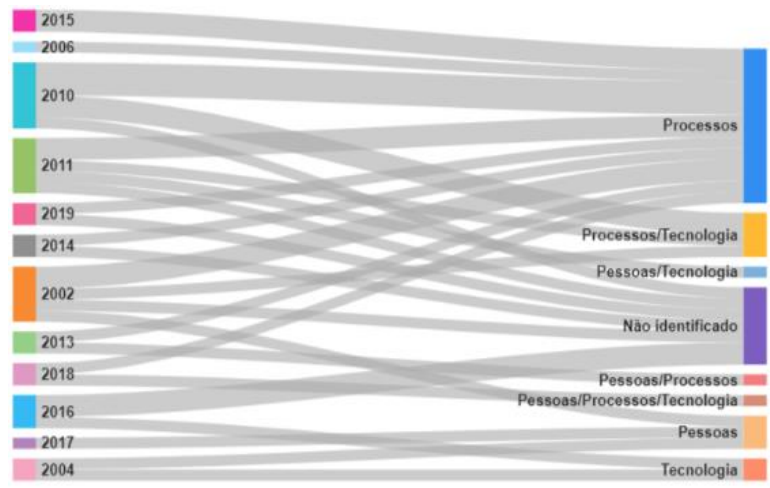 2015
2006
2010
2011
2019
2014
2002
2013
2018
2016
2017
2004
Processos
Processos/Tecnologia
Pessoas/Tecnologia
Não identificado
Pessoas/Processos
Pessoas/Processos/Tecnologia
Pessoas
Tecnologia